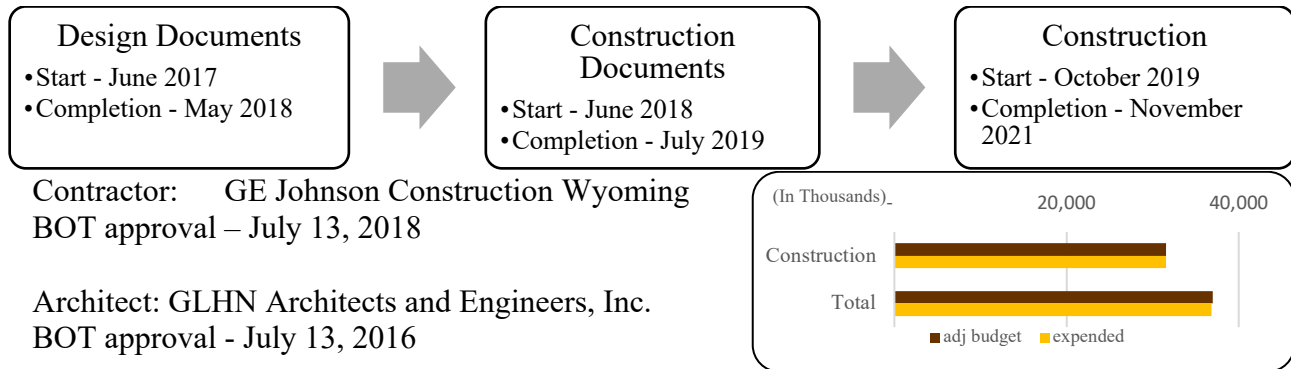 Design Documents
•Start - June 2017
•Completion - May 2018
Construction
Documents
•Start - June 2018
•Completion - July 2019
Construction
•Start - October 2019
•Completion - November
2021
Contractor: GE Johnson Construction Wyoming
BOT approval – July 13, 2018
Architect: GLHN Architects and Engineers, Inc.
BOT approval - July 13, 2016
(In Thousands) - 20,000 40,000
Construction
Total
adj budget expended